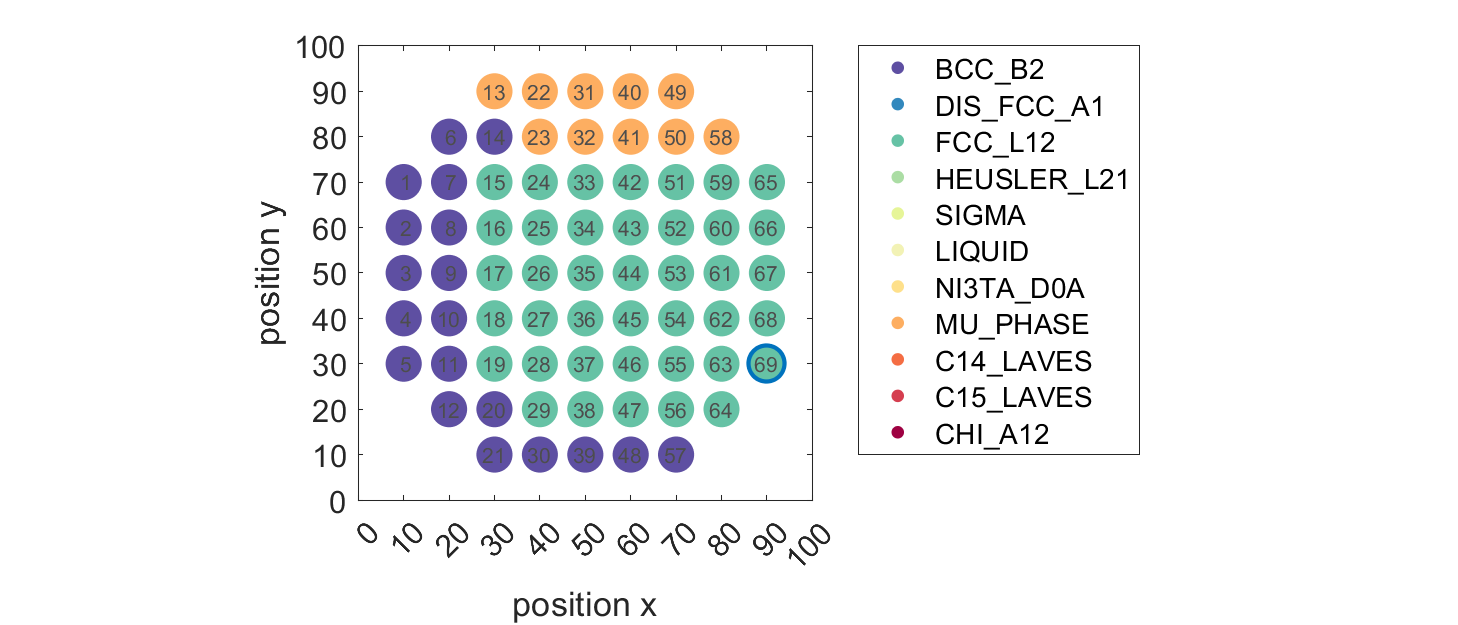 100
90
80
70
60
50
40
30
20
10
0
position y
13 22 31 40 49
6 14 23 32 41 50 58
1 7 15 24 33 42 51 59 65
2 8 16 25 34 43 52 60 66
3 9 17 26 35 44 53 61 67
4 10 18 27 36 45 54 62 68
5 11 19 28 37 46 55 63 69
12 20 29 38 47 56 64
21 30 39 48 57
0 10 20 30 40 50 60 70 80 90 100
position x
BCC_B2
DIS_FCC_A1
FCC_L12
HEUSLER_L21
SIGMA
LIQUID
NI3TA_D0A
MU_PHASE
C14_LAVES
C15_LAVES
CHI_A12